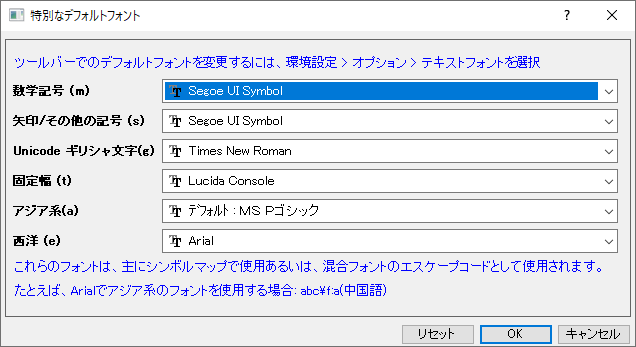 特別なデフォルトフォント
ツールバーでのデフォルトフォントを変更するには、環境設定 > オプション > テキストフォントを選択
数学記号 (m) Segoe UI Symbol
矢印/その他の記号 (s) Segoe UI Symbol
Unicode ギリシャ文字(g) Times New Roman
固定幅 (t) Lucida Console
アジア系(a) デフォルト : MS Pゴシック
西洋 (e) Arial
これらのフォントは、主にシンボルマップで使用あるいは、混合フォントのエスケープコードとして使用されます。
たとえば、Arialでアジア系のフォントを使用する場合: abc¥f:a(中国語)
リセット OK キャンセル